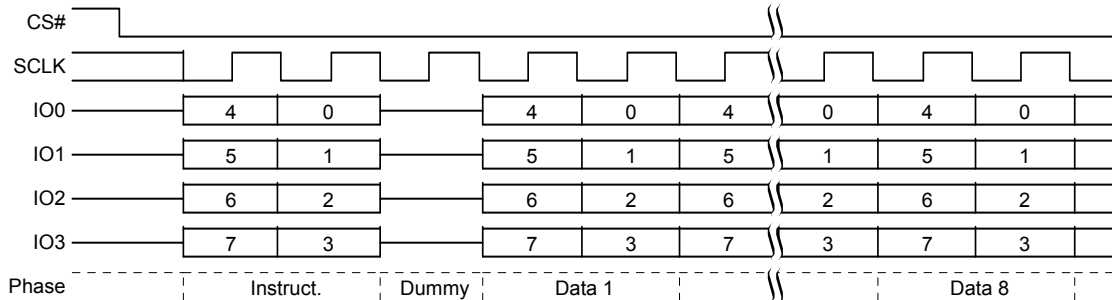 CS#
SCLK
IO0 4 0 4 0 4 0 4 0
IO1 5 1 5 1 5 1 5 1
IO2 6 2 6 2 6 2 6 2
IO3 7 3 7 3 7 3 7 3
Phase Instruct. Dummy Data 1 Data 8